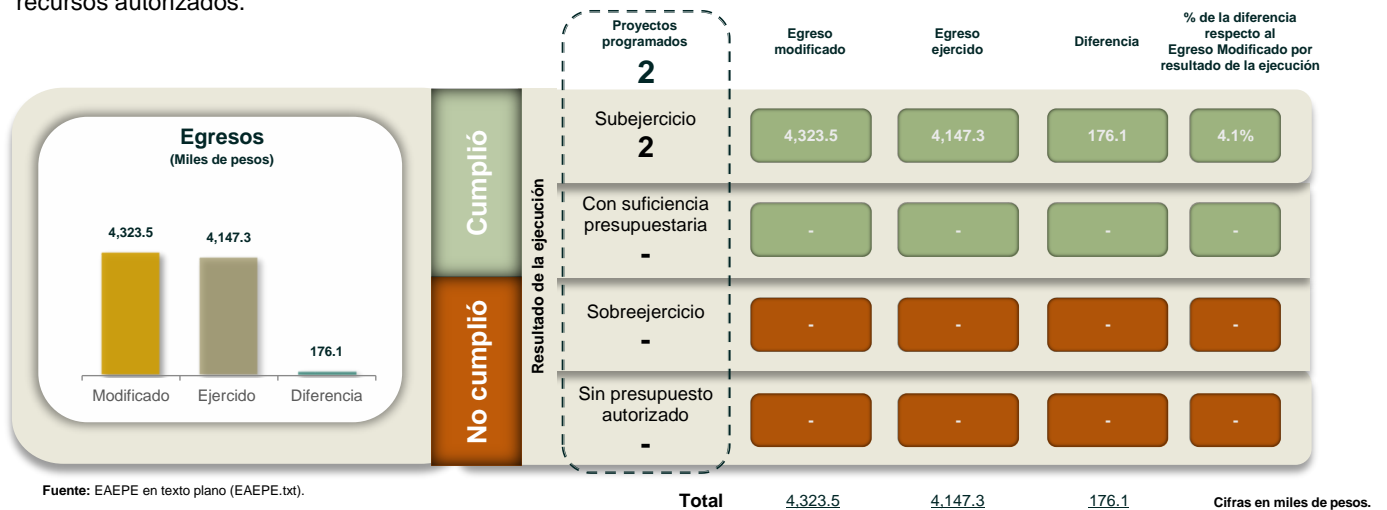 recursos autorizados.
Proyectos
programados
2
Egreso
modificado
Egreso
ejercido
Diferencia
% de la diferencia
respecto al
Egreso Modificado por
resultado de la ejecución
Egresos
(Miles de pesos)
4,323.5
4,147.3
176.1
Modificado
Ejercido
Diferencia
Cumplió
No cumplió
Resultado de la ejecución
Subejercicio
2
4,323.5
4,147.3
176.1
4.1%
Con suficiencia
presupuestaria
-
-
-
-
-
Sobreejercicio
-
-
-
-
-
Sin presupuesto
autorizado
-
-
-
-
-
Fuente: EAEPE en texto plano (EAEPE.txt).
Total 4,323.5 4,147.3 176.1 Cifras en miles de pesos.